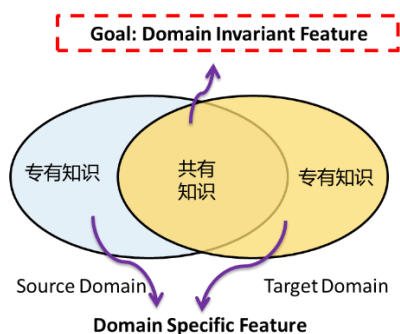 Goal: Domain Invariant Feature
专有知识
共有
知识
专有知识
Source Domain
Target Domain
Domain Specific Feature